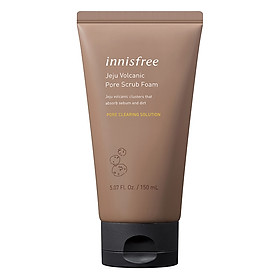 innisfree
Jeju Volcanic
Pore Scrub Foam
Jeju volcanic clusters that
absorb sebum and dirt
PORE CLEARING SOLUTION
5.07 Fl. Oz. / 150 mL